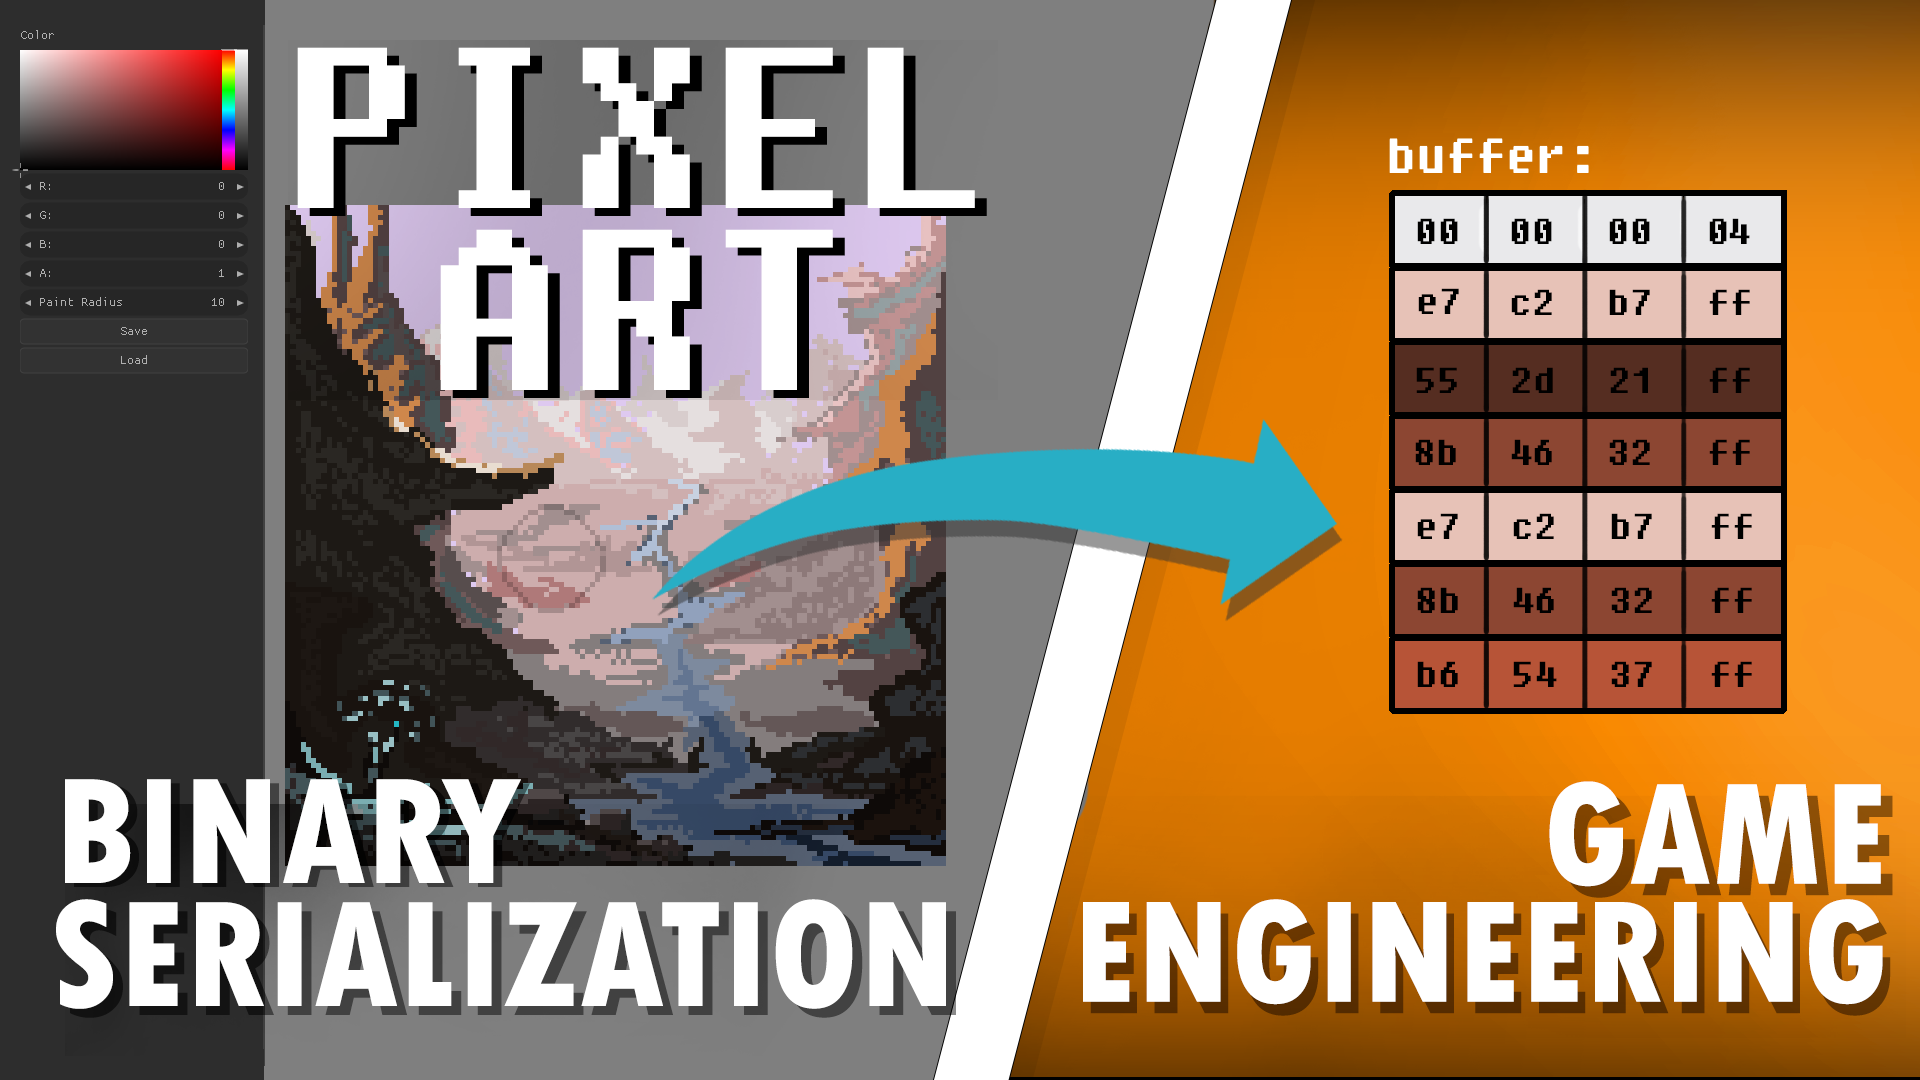 Color
R: 0
G: 0
B: 0
A: 1
Paint Radius 10
Save
Load
PIXEL
ART
BINARY
SERIALIZATION
buffer:
00 00 00 04
e7 c2 b7 ff
55 2d 21 ff
8b 46 32 ff
e7 c2 b7 ff
8b 46 32 ff
b6 54 37 ff
GAME
ENGINEERING